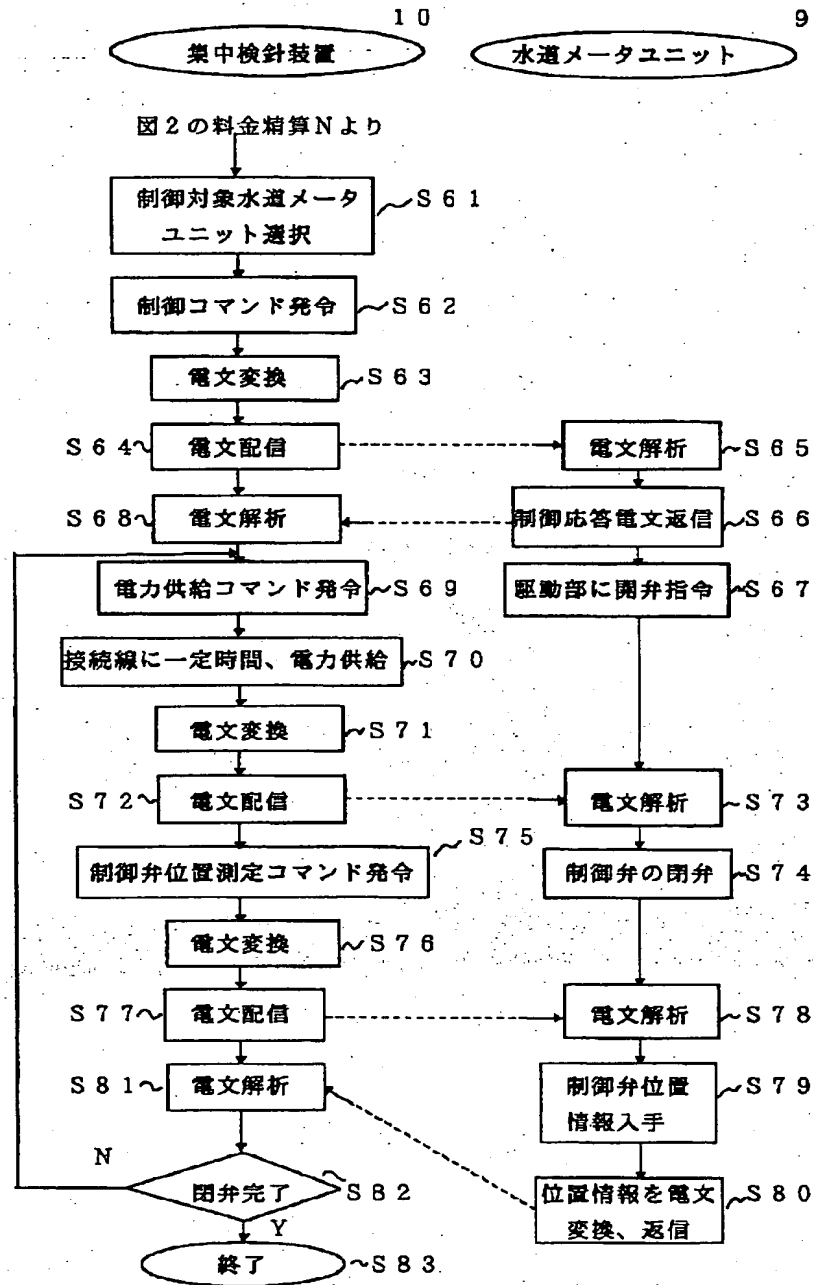 10
9
集中検針装置
水道メータユニット
図2の料金精算Nより
制御対象水道メータ
ユニット選択
S61
制御コマンド発令
S62
電文変換
S63
S64
電文配信
電文解析
S65
S68
電文解析
制御応答電文返信
S66
電力供給コマンド発令
S69
駆動部に開弁指令
S67
接続線に一定時間、電力供給
S70
電文変換
S71
S72
電文配信
電文解析
S73
S75
制御弁位置測定コマンド発令
制御弁の閉弁
S74
電文変換
S76
S77
電文配信
電文解析
S78
S81
電文解析
制御弁位置
情報入手
S79
N
閉弁完了
S82
位置情報を電文
変換、返信
S80
Y
終了
S83